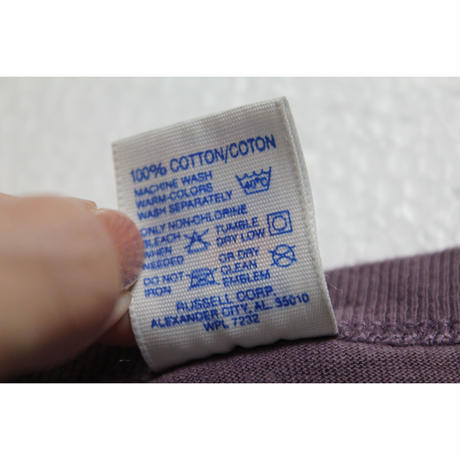 100% COTTON/COTON
MACHINE WASH
WARM-COLORS
WASH SEPARATELY
40°C
ONLY NON-CHLORINE
BLEACH
WHEN
NEEDED
TUMBLE
DRY LOW
DO NOT
IRON
OR DRY
CLEAN
EMBLEM
RUSSELL CORP.
ALEXANDER CITY, AL. 35010
WPL 7232